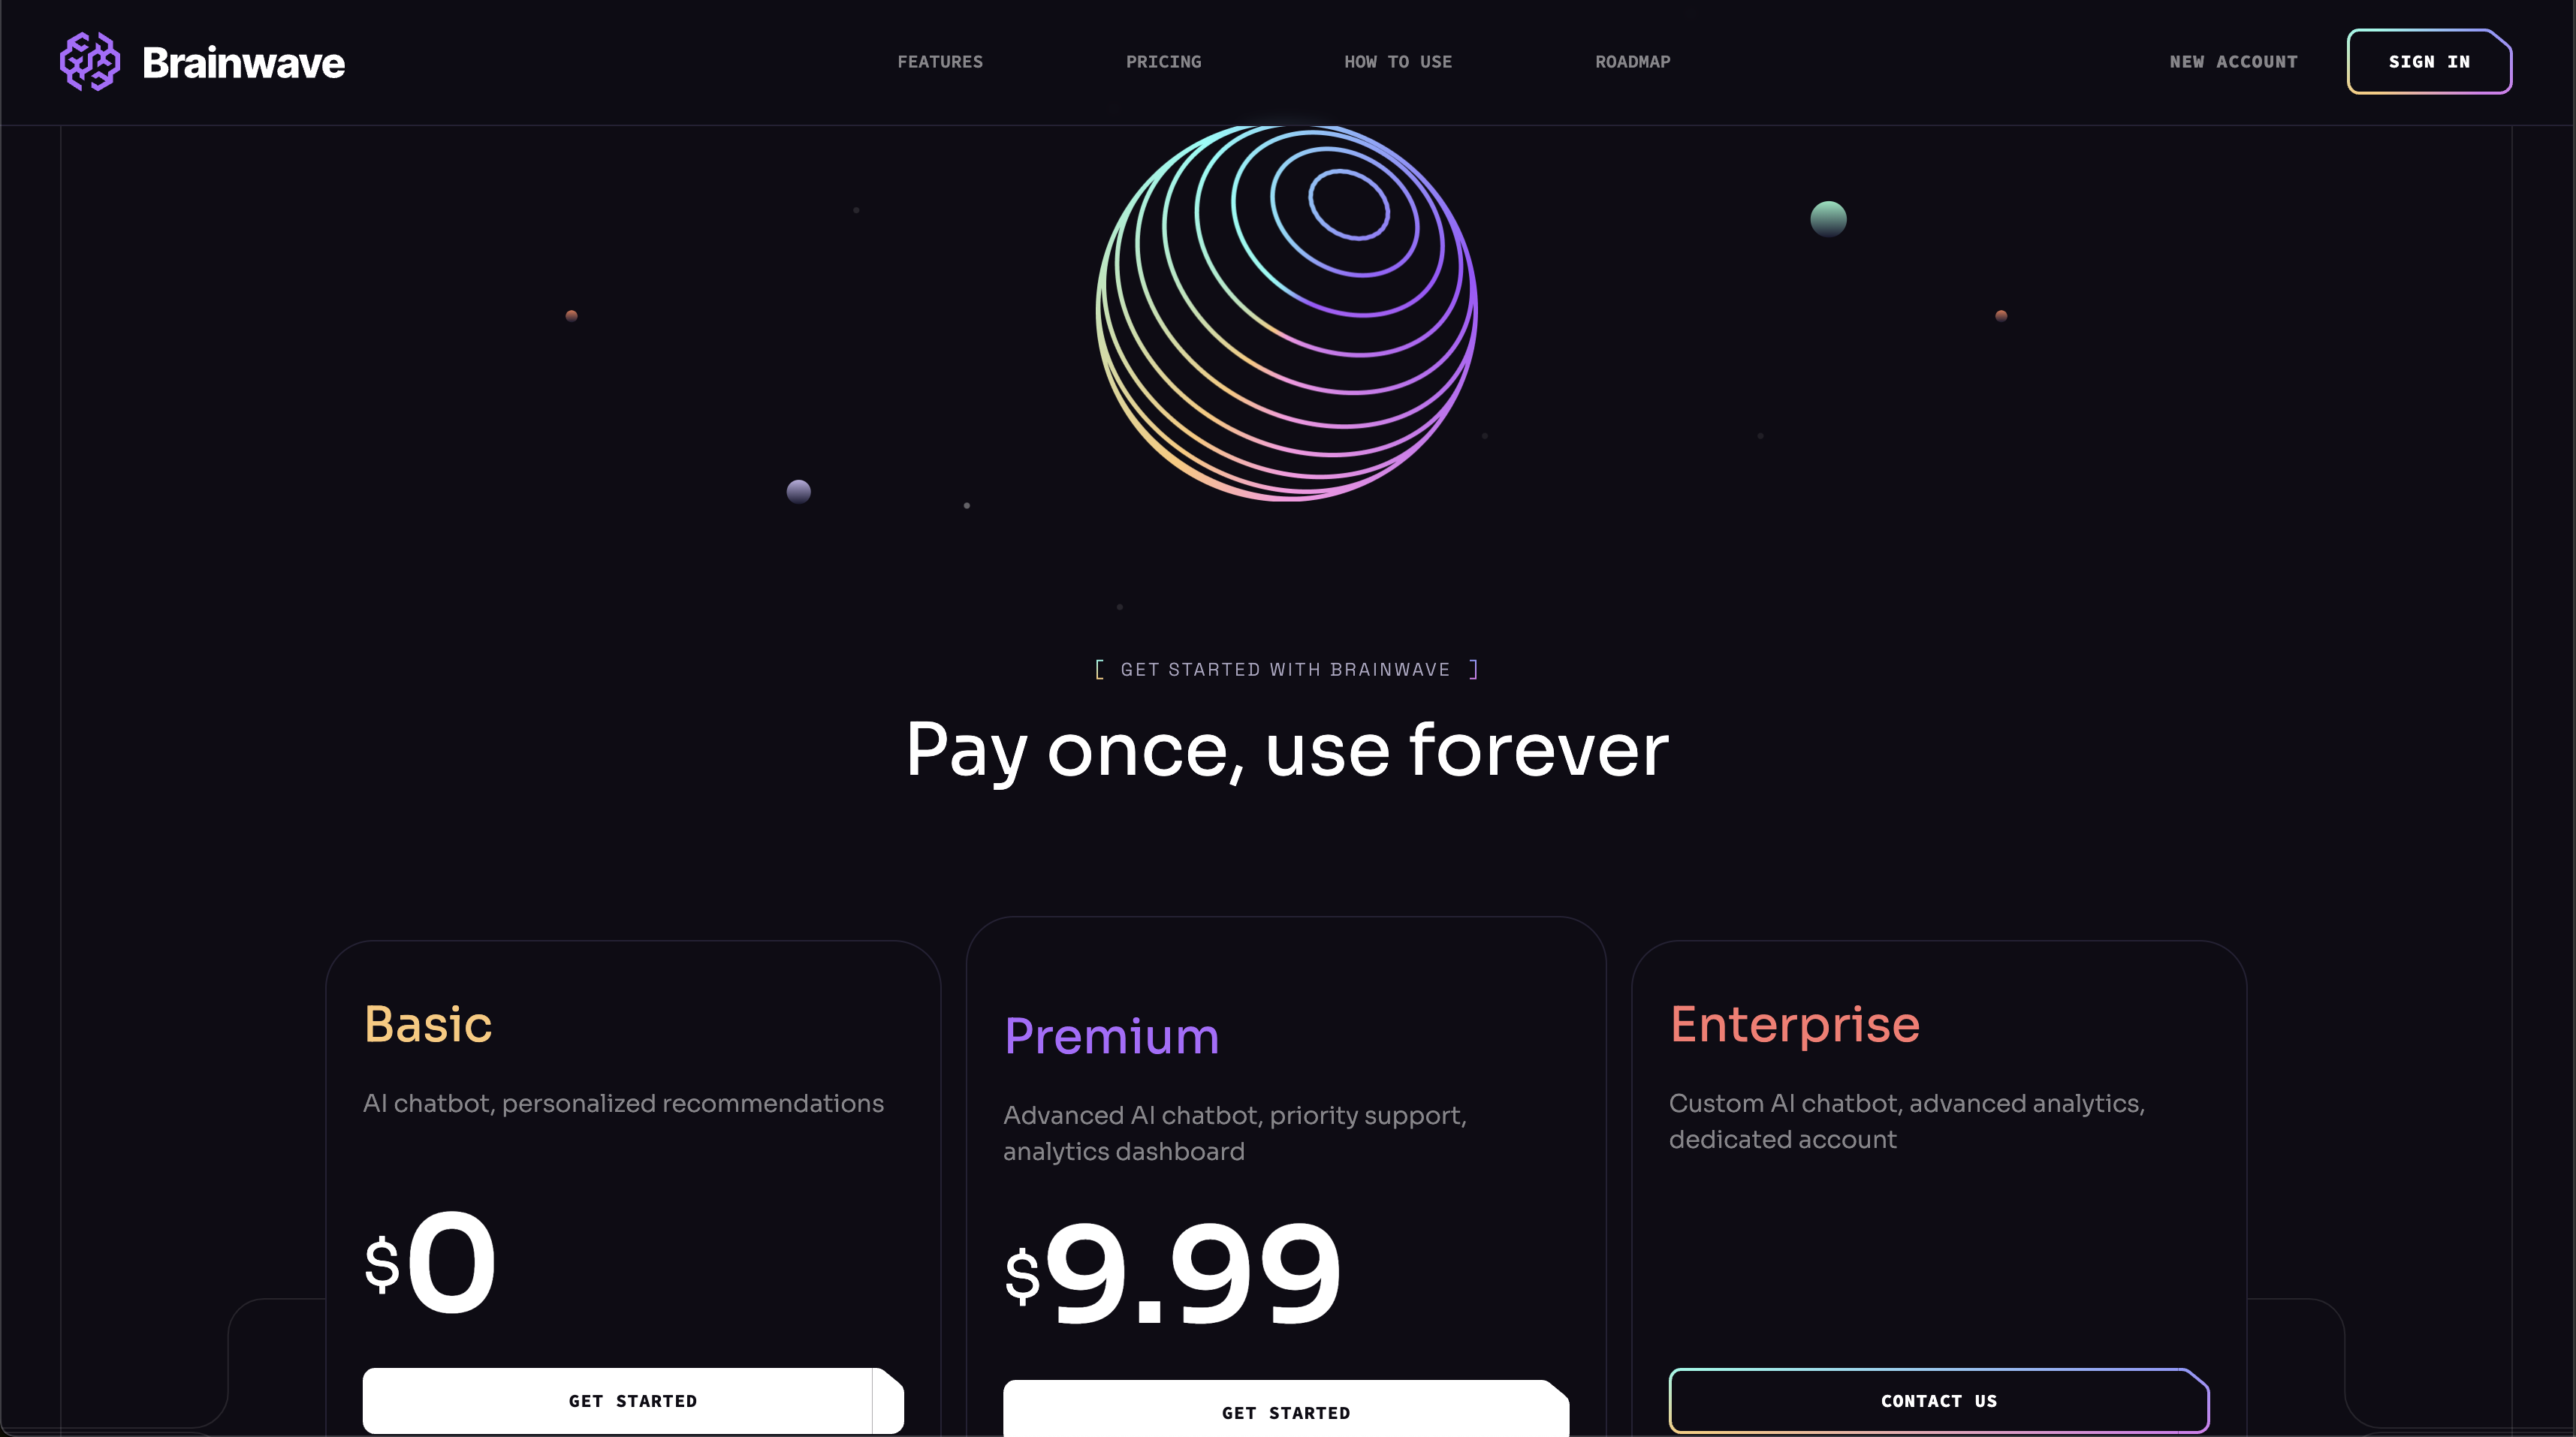 Brainwave
FEATURES
PRICING
HOW TO USE
ROADMAP
NEW ACCOUNT
SIGN IN
[ GET STARTED WITH BRAINWAVE ]
Pay once, use forever
Basic
AI chatbot, personalized recommendations
$0
GET STARTED
Premium
Advanced AI chatbot, priority support,
analytics dashboard
$9.99
GET STARTED
Enterprise
Custom AI chatbot, advanced analytics,
dedicated account
CONTACT US